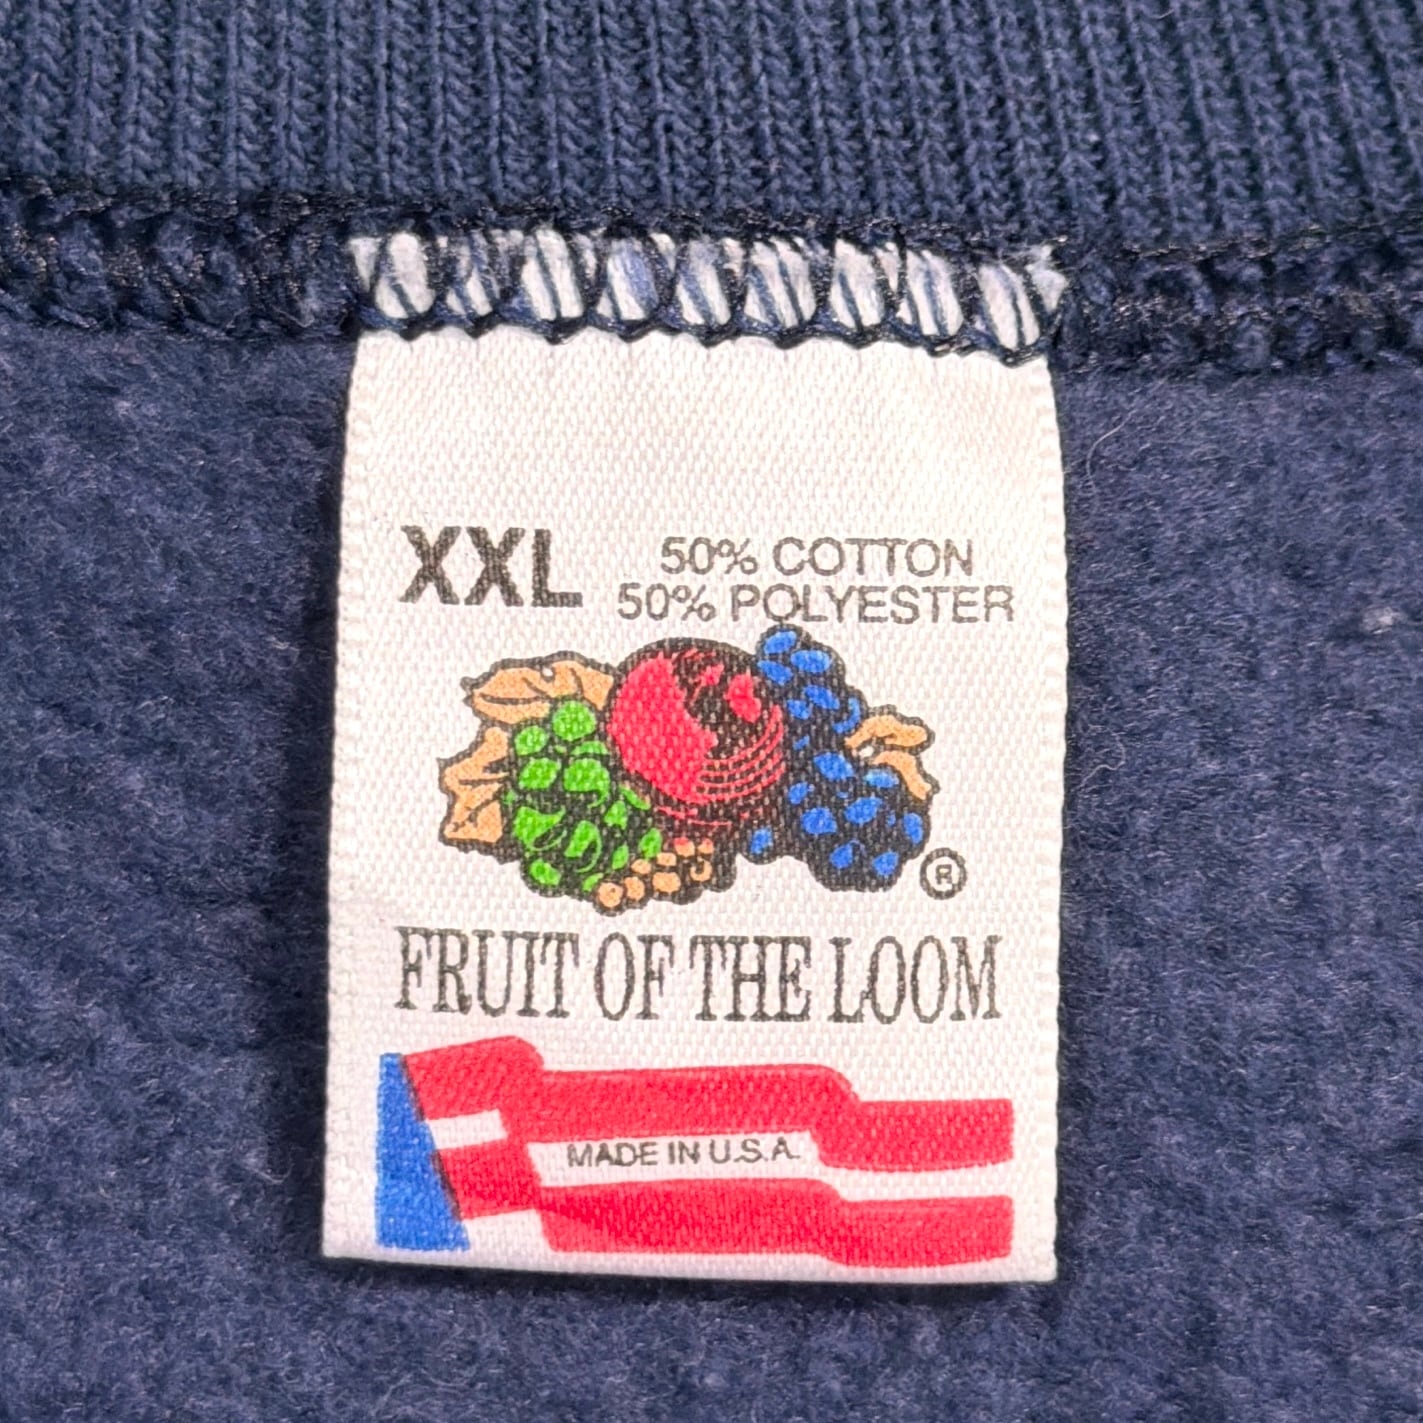 XXL
50% COTTON
50% POLYESTER
®
FRUIT OF THE LOOM
MADE IN U.S.A.